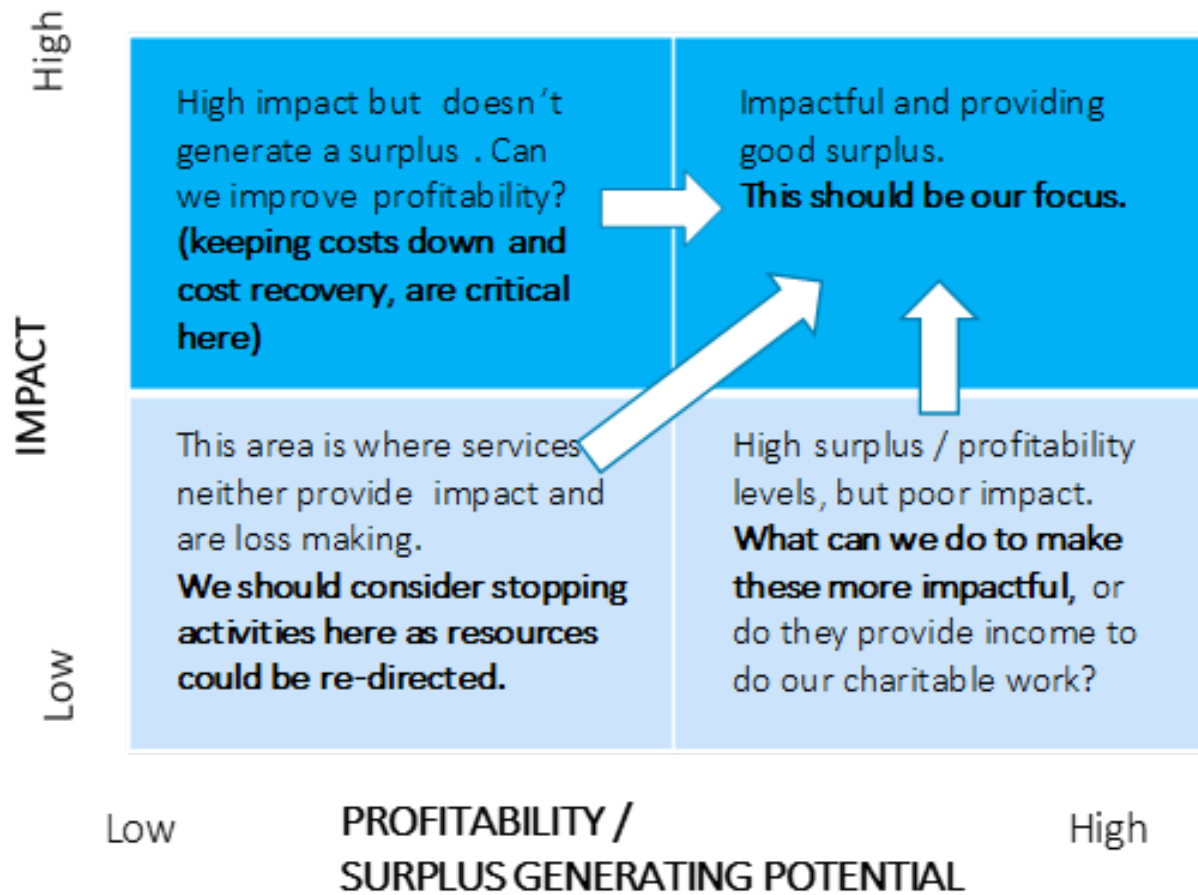 High
High impact but doesn't
generate a surplus . Can
we improve profitability?
(keeping costs down and
cost recovery, are critical
here)
Impactful and providing
good surplus.
This should be our focus.
IMPACT
This area is where services
neither provide impact and
are loss making.
We should consider stopping
activities here as resources
could be re-directed.
High surplus / profitability
levels, but poor impact.
What can we do to make
these more impactful, or
do they provide income to
do our charitable work?
Low
Low
PROFITABILITY /
SURPLUS GENERATING POTENTIAL
High